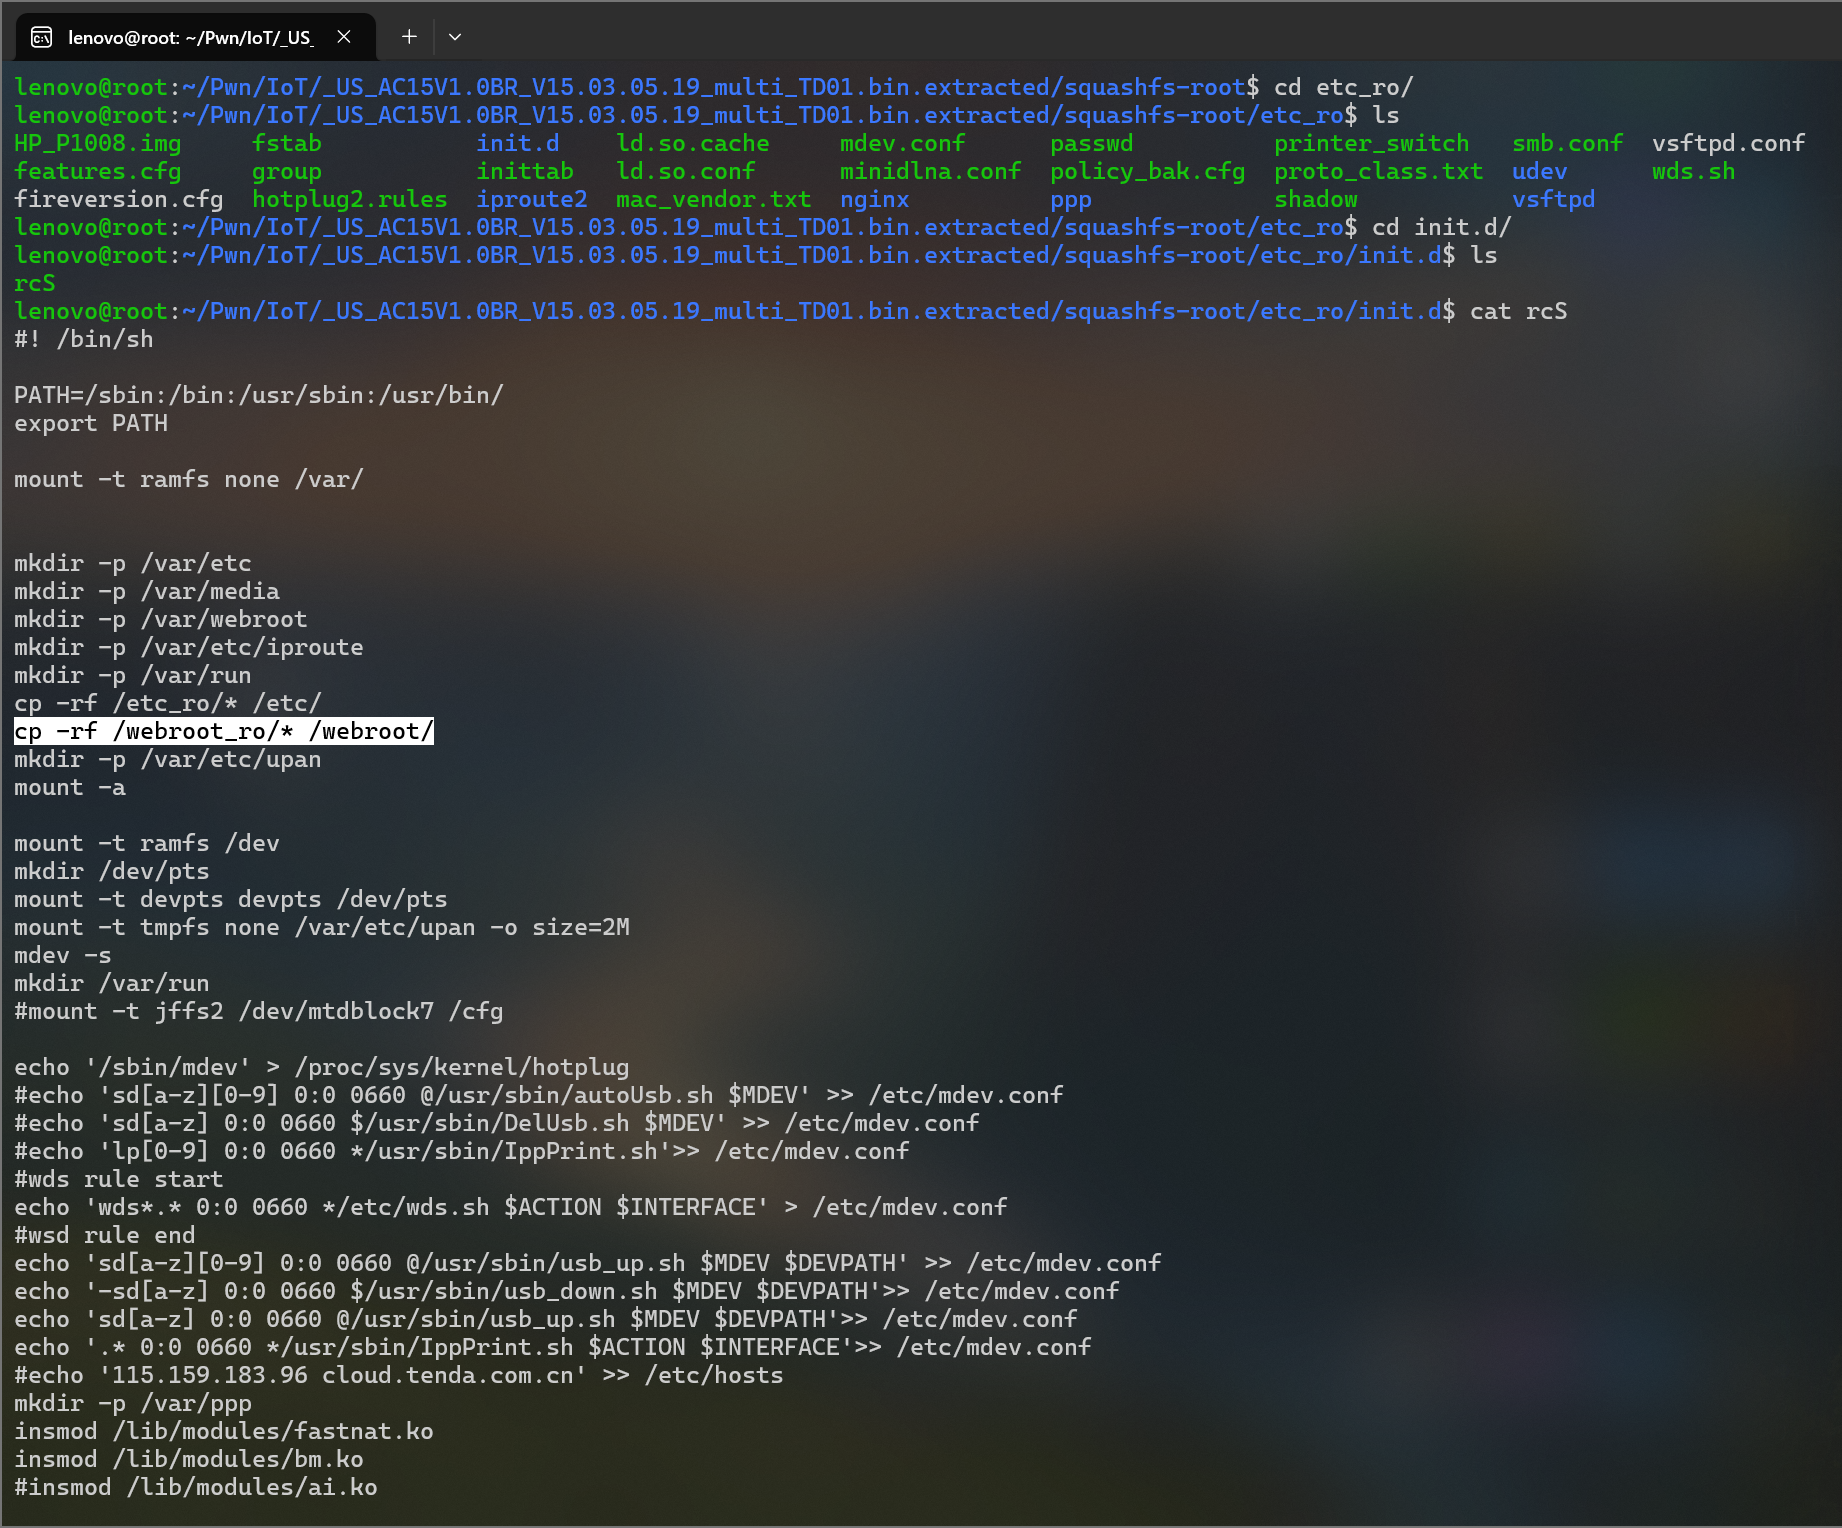 lenovo@root: ~/Pwn/IoT/_US_
lenovo@root:~/Pwn/IoT/_US_AC15V1.0BR_V15.03.05.19_multi_TD01.bin.extracted/squashfs-root$ cd etc_ro/
lenovo@root:~/Pwn/IoT/_US_AC15V1.0BR_V15.03.05.19_multi_TD01.bin.extracted/squashfs-root/etc_ro$ ls
HP_P1008.img     fstab           init.d    ld.so.cache     mdev.conf      passwd          printer_switch   smb.conf  vsftpd.conf
features.cfg     group           inittab   ld.so.conf      minidlna.conf  policy_bak.cfg  proto_class.txt  udev      wds.sh
fireversion.cfg  hotplug2.rules  iproute2  mac_vendor.txt  nginx          ppp             shadow           vsftpd
lenovo@root:~/Pwn/IoT/_US_AC15V1.0BR_V15.03.05.19_multi_TD01.bin.extracted/squashfs-root/etc_ro$ cd init.d/
lenovo@root:~/Pwn/IoT/_US_AC15V1.0BR_V15.03.05.19_multi_TD01.bin.extracted/squashfs-root/etc_ro/init.d$ ls
rcS
lenovo@root:~/Pwn/IoT/_US_AC15V1.0BR_V15.03.05.19_multi_TD01.bin.extracted/squashfs-root/etc_ro/init.d$ cat rcS
#! /bin/sh
PATH=/sbin:/bin:/usr/sbin:/usr/bin/
export PATH
mount -t ramfs none /var/
mkdir -p /var/etc
mkdir -p /var/media
mkdir -p /var/webroot
mkdir -p /var/etc/iproute
mkdir -p /var/run
cp -rf /etc_ro/* /etc/
cp -rf /webroot_ro/* /webroot/
mkdir -p /var/etc/upan
mount -a
mount -t ramfs /dev
mkdir /dev/pts
mount -t devpts devpts /dev/pts
mount -t tmpfs none /var/etc/upan -o size=2M
mdev -s
mkdir /var/run
#mount -t jffs2 /dev/mtdblock7 /cfg
echo '/sbin/mdev' > /proc/sys/kernel/hotplug
#echo 'sd[a-z][0-9] 0:0 0660 @/usr/sbin/autoUsb.sh $MDEV' >> /etc/mdev.conf
#echo 'sd[a-z] 0:0 0660 $/usr/sbin/DelUsb.sh $MDEV' >> /etc/mdev.conf
#echo 'lp[0-9] 0:0 0660 */usr/sbin/IppPrint.sh'>> /etc/mdev.conf
#wds rule start
echo 'wds*.* 0:0 0660 */etc/wds.sh $ACTION $INTERFACE' > /etc/mdev.conf
#wsd rule end
echo 'sd[a-z][0-9] 0:0 0660 @/usr/sbin/usb_up.sh $MDEV $DEVPATH' >> /etc/mdev.conf
echo '-sd[a-z] 0:0 0660 $/usr/sbin/usb_down.sh $MDEV $DEVPATH'>> /etc/mdev.conf
echo 'sd[a-z] 0:0 0660 @/usr/sbin/usb_up.sh $MDEV $DEVPATH'>> /etc/mdev.conf
echo '.* 0:0 0660 */usr/sbin/IppPrint.sh $ACTION $INTERFACE'>> /etc/mdev.conf
#echo '115.159.183.96 cloud.tenda.com.cn' >> /etc/hosts
mkdir -p /var/ppp
insmod /lib/modules/fastnat.ko
insmod /lib/modules/bm.ko
#insmod /lib/modules/ai.ko